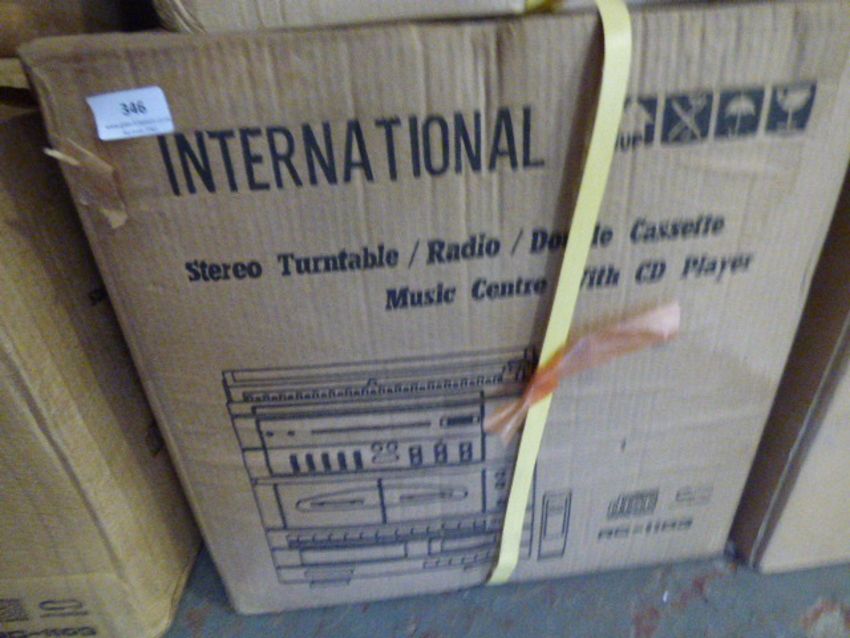 346
INTERNATIONAL
Stereo Turntable / Radio / Double Cassette
Music Centre With CD Player